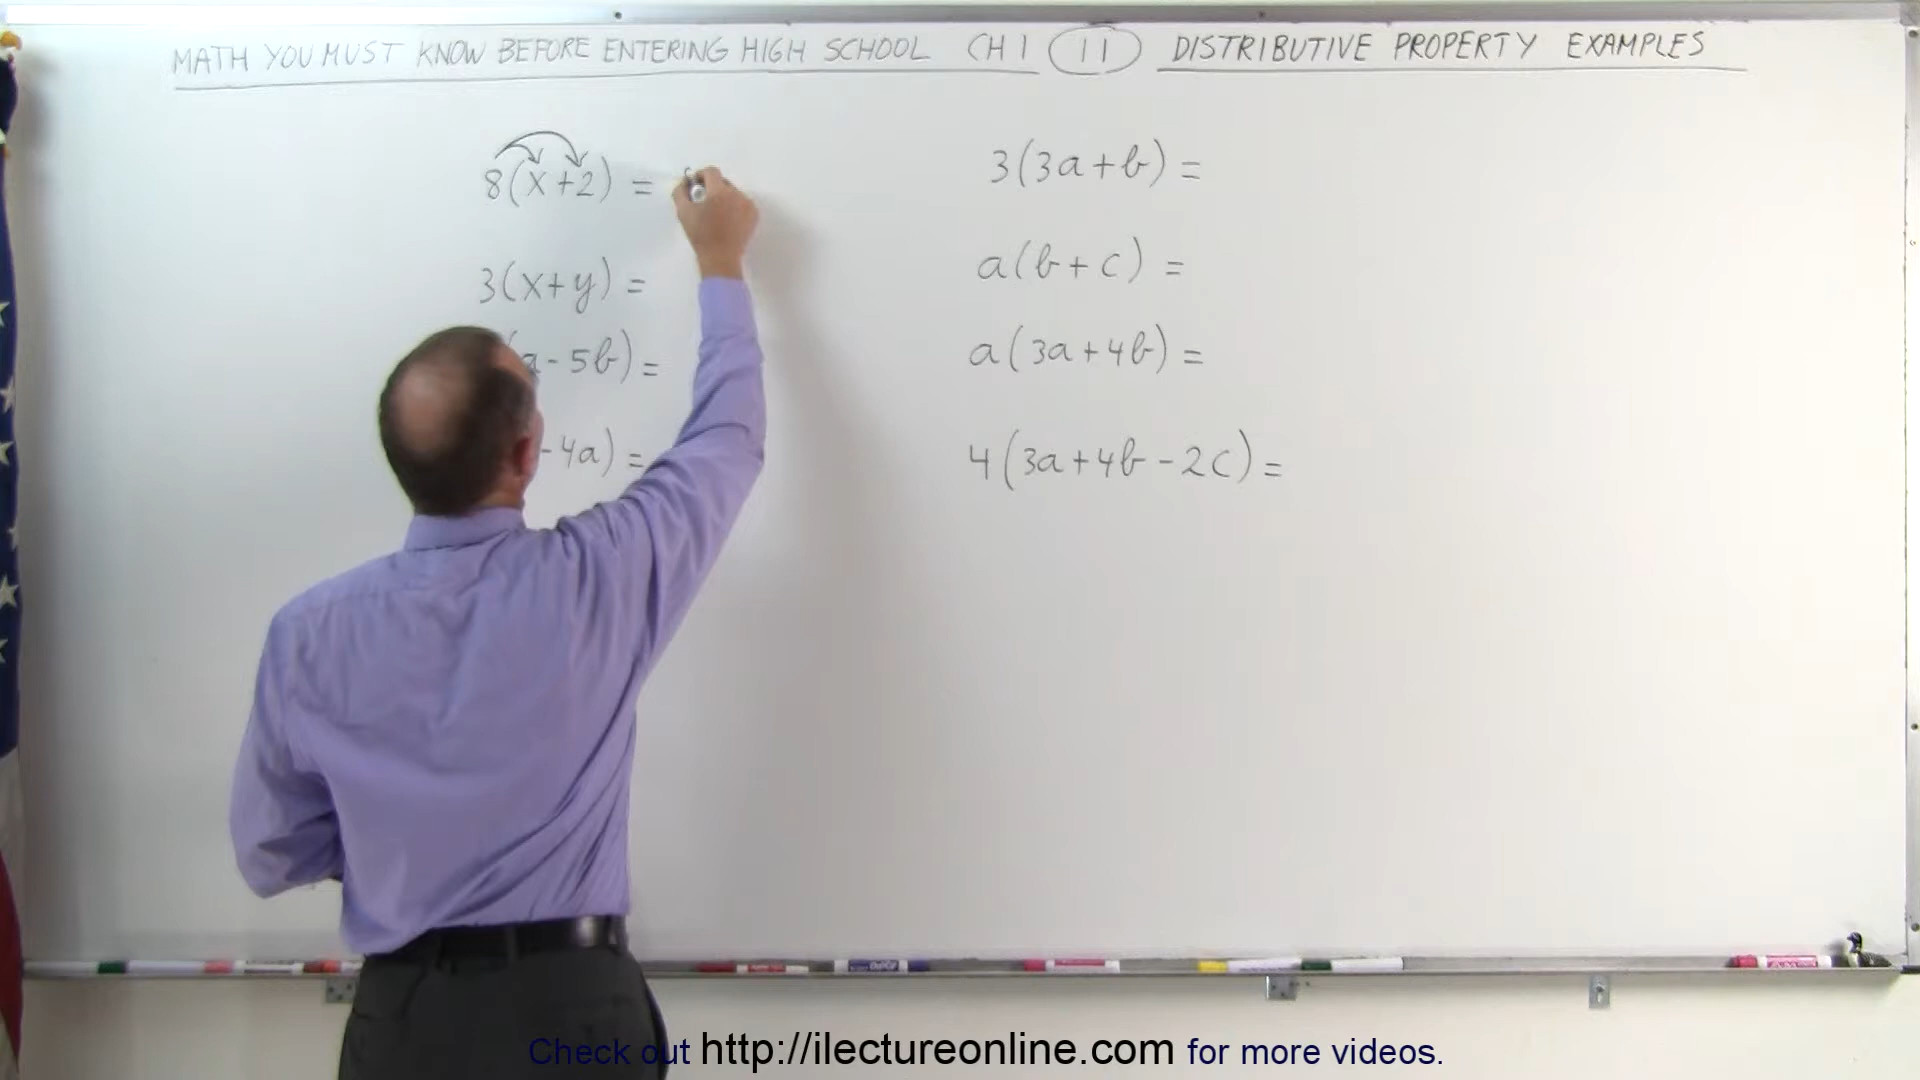 MATH YOU MUST KNOW BEFORE ENTERING HIGH SCHOOL CH 1 11 DISTRIBUTIVE PROPERTY EXAMPLES
8(x+2) =
3(x+y) =
a-5b) =
-4a) =
3(3a+b) =
a(b+c) =
a(3a+4b) =
4(3a+4b-2c) =
Check out http://ilectureonline.com for more videos.